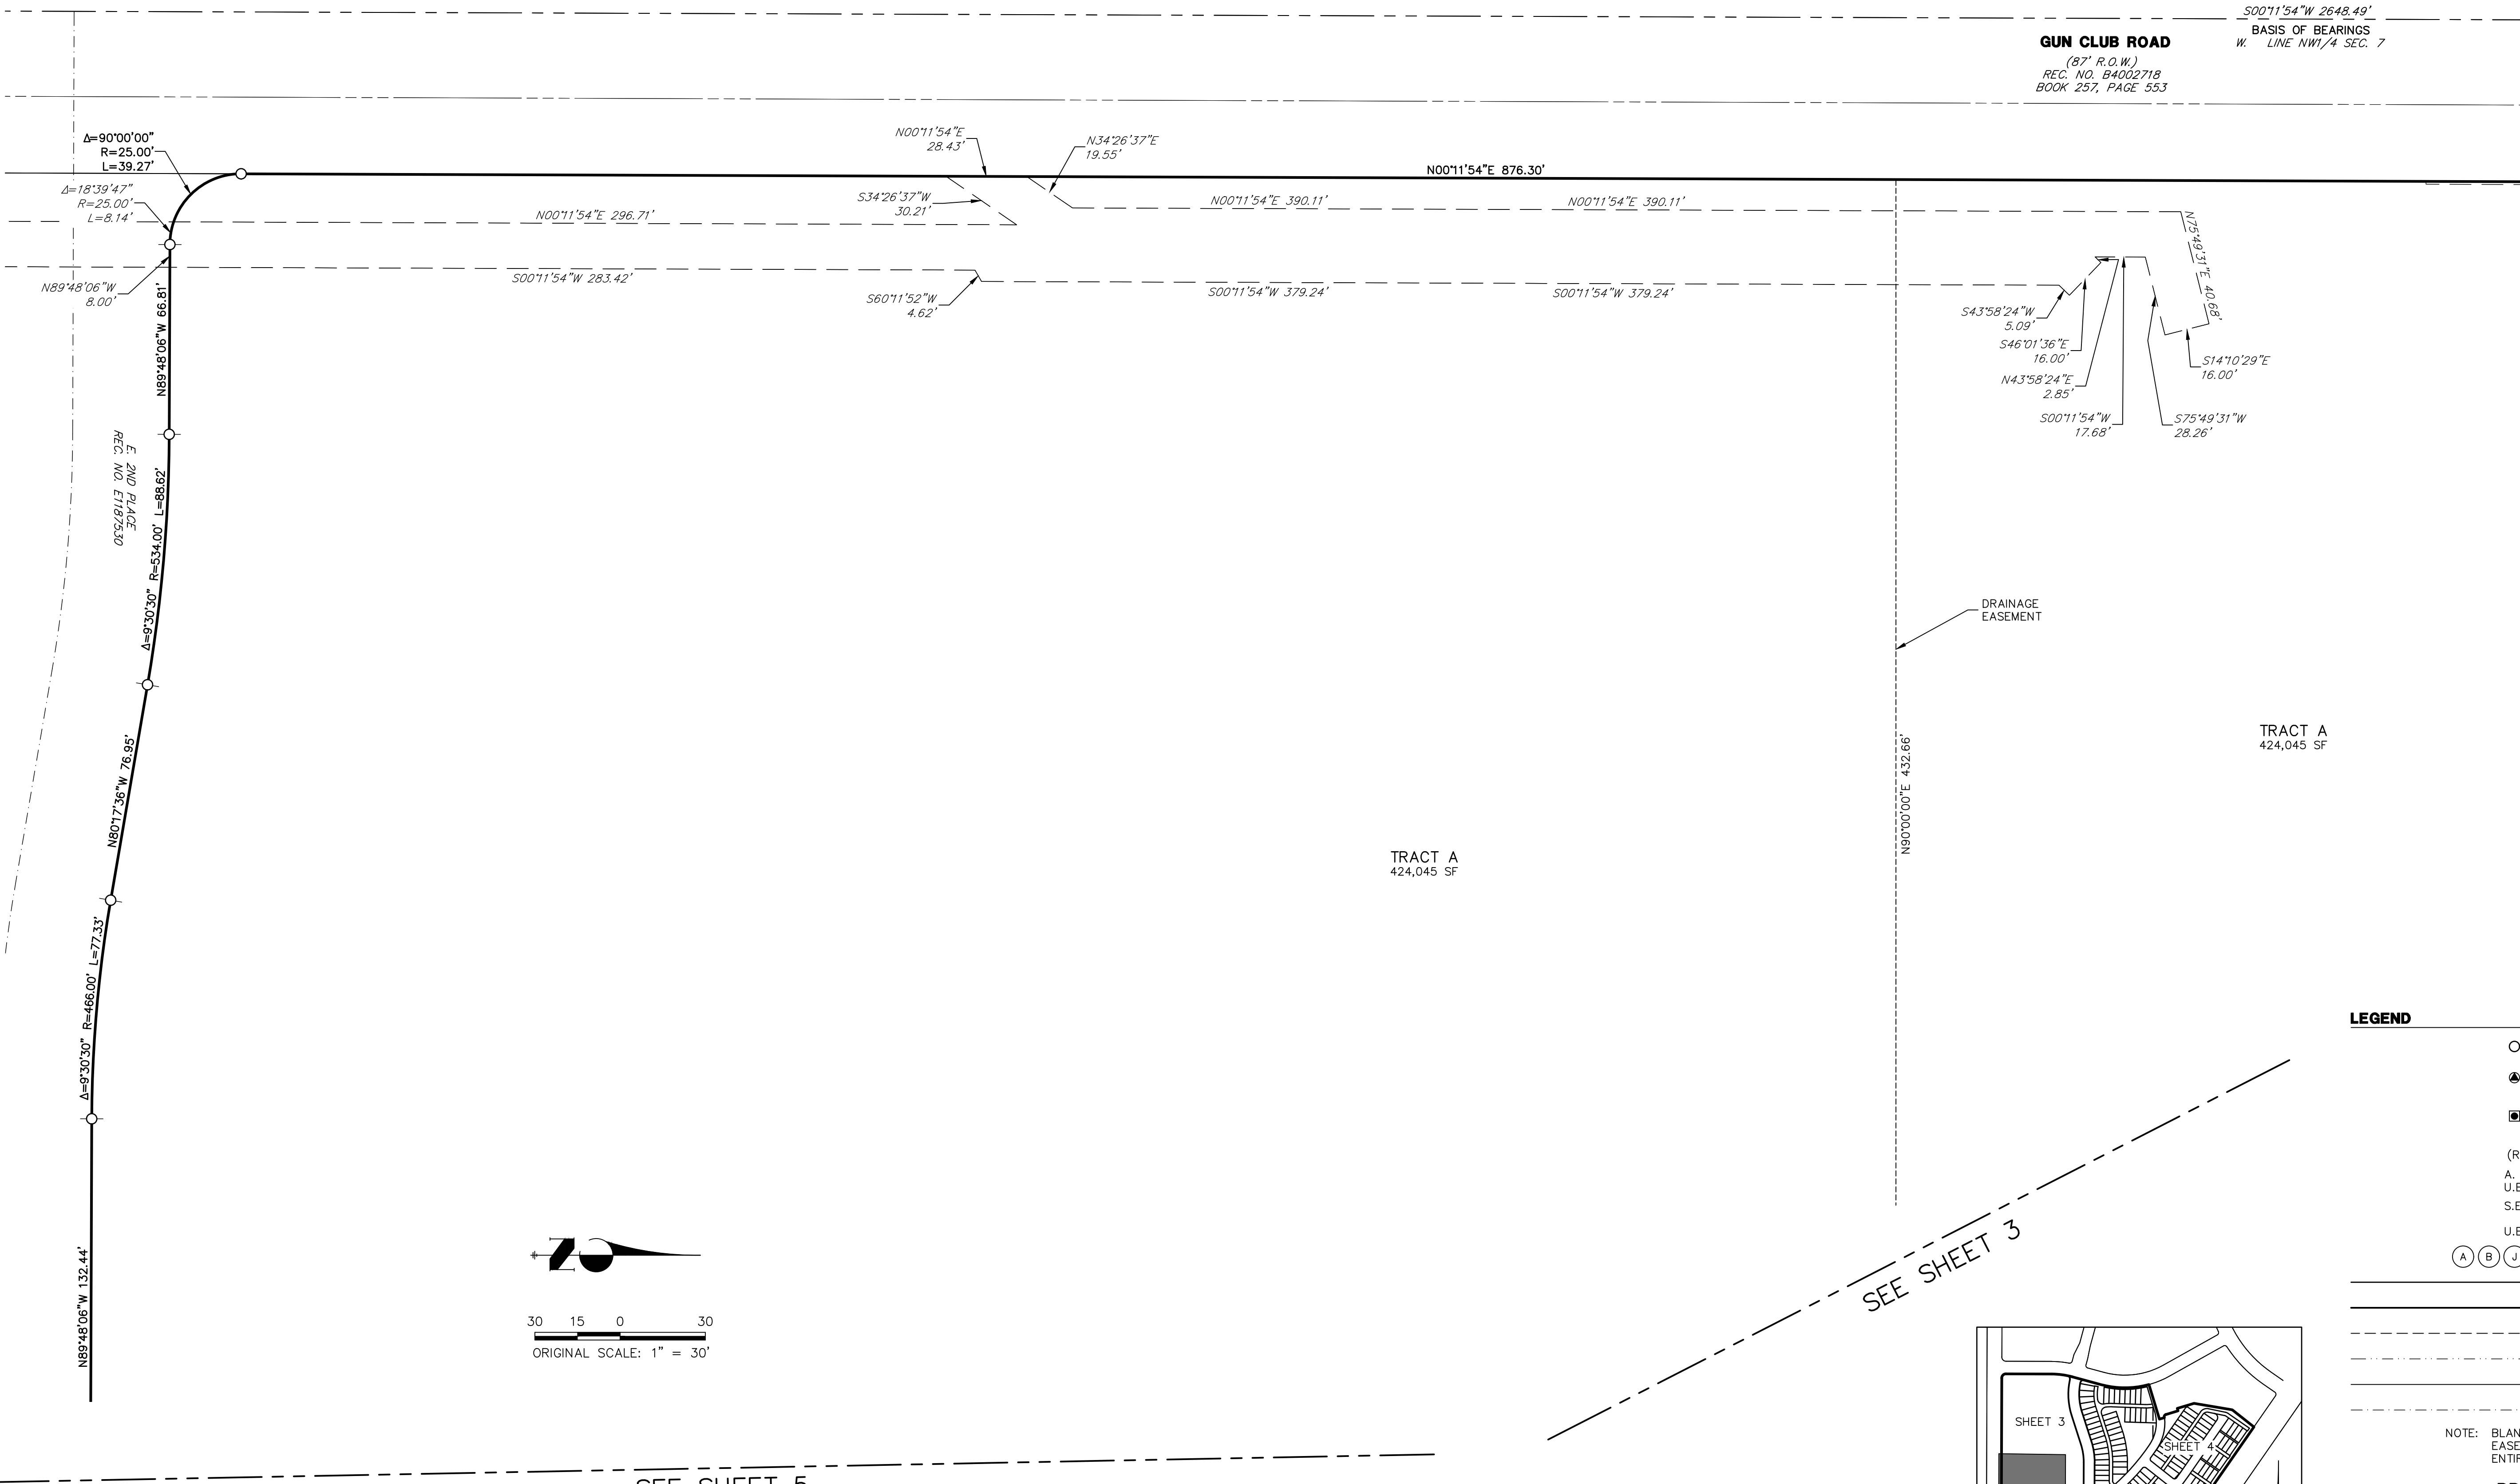 S00°11'54"W 2648.49'
BASIS OF BEARINGS
W. LINE NW1/4 SEC. 7
GUN CLUB ROAD
(87' R.O.W.)
REC. NO. B4002718
BOOK 257, PAGE 553
Δ=90°00'00"
R=25.00'
L=39.27'
Δ=18°39'47"
R=25.00'
L=8.14'
N00°11'54"E
28.43'
N34°26'37"E
19.55'
N00°11'54"E 876.30'
S34°26'37"W
30.21'
N00°11'54"E 296.71'
N00°11'54"E 390.11'
N00°11'54"E 390.11'
N75°49'31"E 40.68'
N89°48'06"W
8.00'
S00°11'54"W 283.42'
S60°11'52"W
4.62'
S00°11'54"W 379.24'
S00°11'54"W 379.24'
S43°58'24"W
5.09'
S46°01'36"E
16.00'
N43°58'24"E
2.85'
S00°11'54"W
17.68'
S14°10'29"E
16.00'
S75°49'31"W
28.26'
N89°48'06"W 66.81'
E. 2ND PLACE
REC. NO. E1187530
Δ=9°30'30" R=534.00' L=88.62'
N80°17'36"W 76.95'
Δ=9°30'30" R=466.00' L=77.33'
N89°48'06"W 132.44'
DRAINAGE
EASEMENT
N90°00'00"E 432.66'
TRACT A
424,045 SF
TRACT A
424,045 SF
LEGEND
(R
A.
U.E
S.E
U.E
A B J
N
30 15 0 30
ORIGINAL SCALE: 1" = 30'
SEE SHEET 3
SHEET 3
SHEET 4
NOTE: BLAN
EASE
ENTIR
SEE SHEET 5